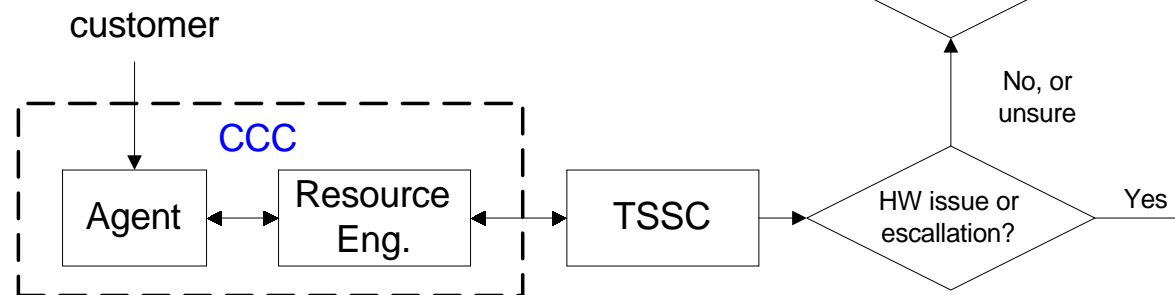 customer
CCC
Agent
Resource
Eng.
TSSC
HW issue or
escallation?
No, or
unsure
Yes